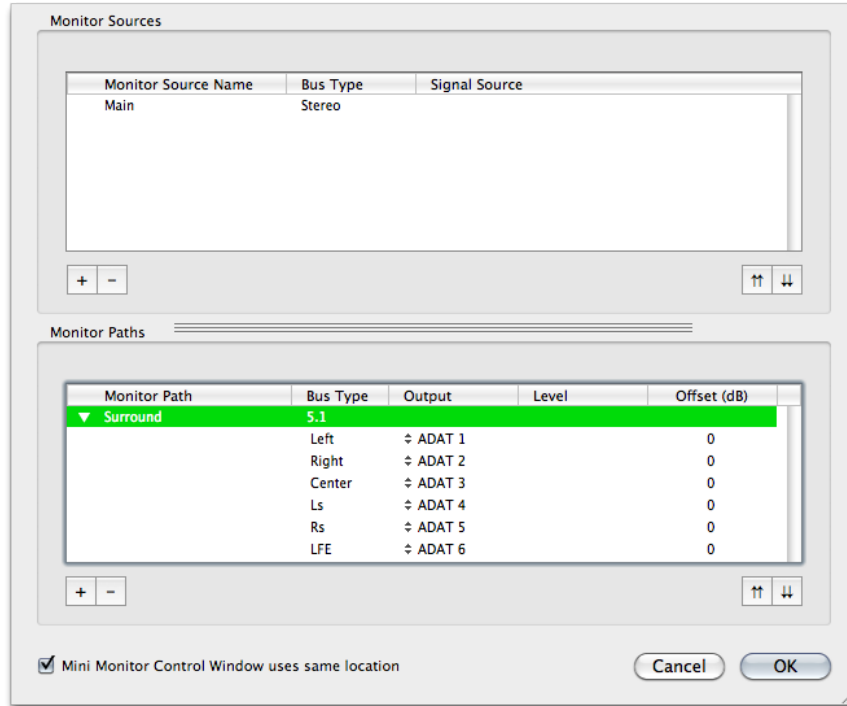 Monitor Sources
Monitor Source Name Bus Type Signal Source
Main Stereo
+ -
⇈ ⇊
Monitor Paths
Monitor Path Bus Type Output Level Offset (dB)
▼ Surround 5.1
Left ADAT 1 0
Right ADAT 2 0
Center ADAT 3 0
Ls ADAT 4 0
Rs ADAT 5 0
LFE ADAT 6 0
+ -
⇈ ⇊
Mini Monitor Control Window uses same location
Cancel OK